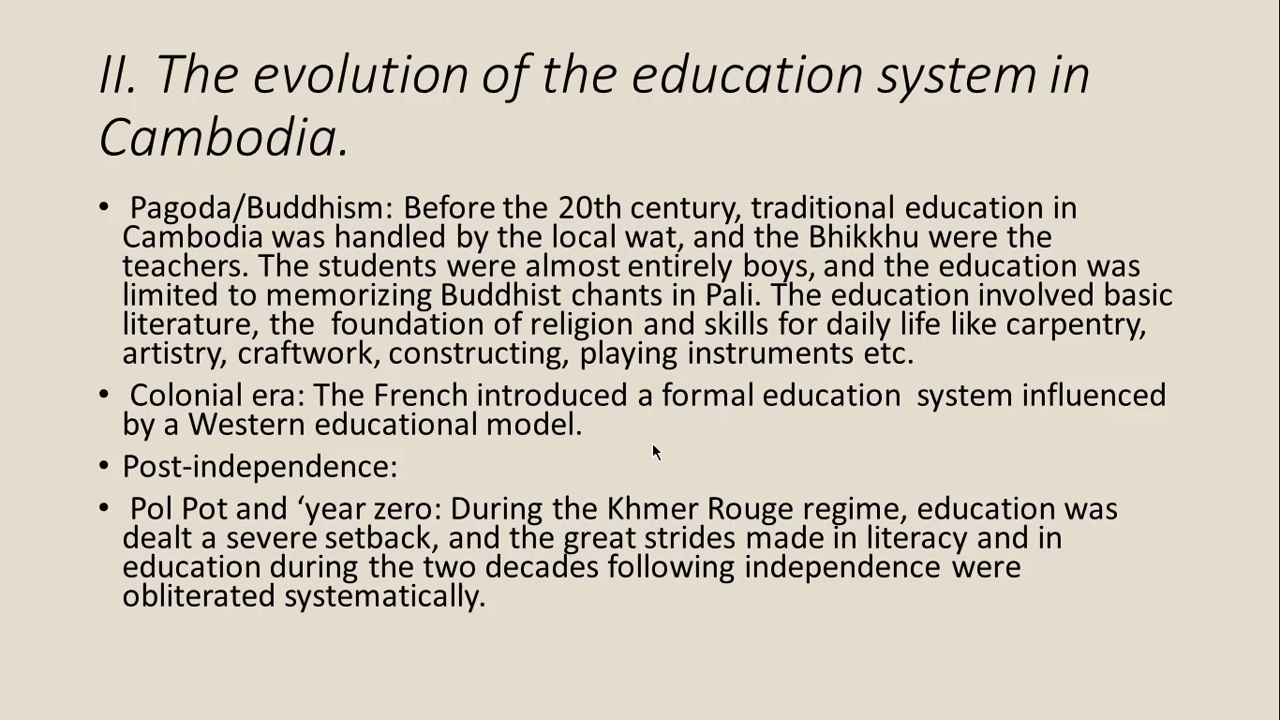 II. The evolution of the education system in
Cambodia.
• Pagoda/Buddhism: Before the 20th century, traditional education in
Cambodia was handled by the local wat, and the Bhikkhu were the
teachers. The students were almost entirely boys, and the education was
limited to memorizing Buddhist chants in Pali. The education involved basic
literature, the foundation of religion and skills for daily life like carpentry,
artistry, craftwork, constructing, playing instruments etc.
• Colonial era: The French introduced a formal education system influenced
by a Western educational model.
• Post-independence:
• Pol Pot and ‘year zero: During the Khmer Rouge regime, education was
dealt a severe setback, and the great strides made in literacy and in
education during the two decades following independence were
obliterated systematically.